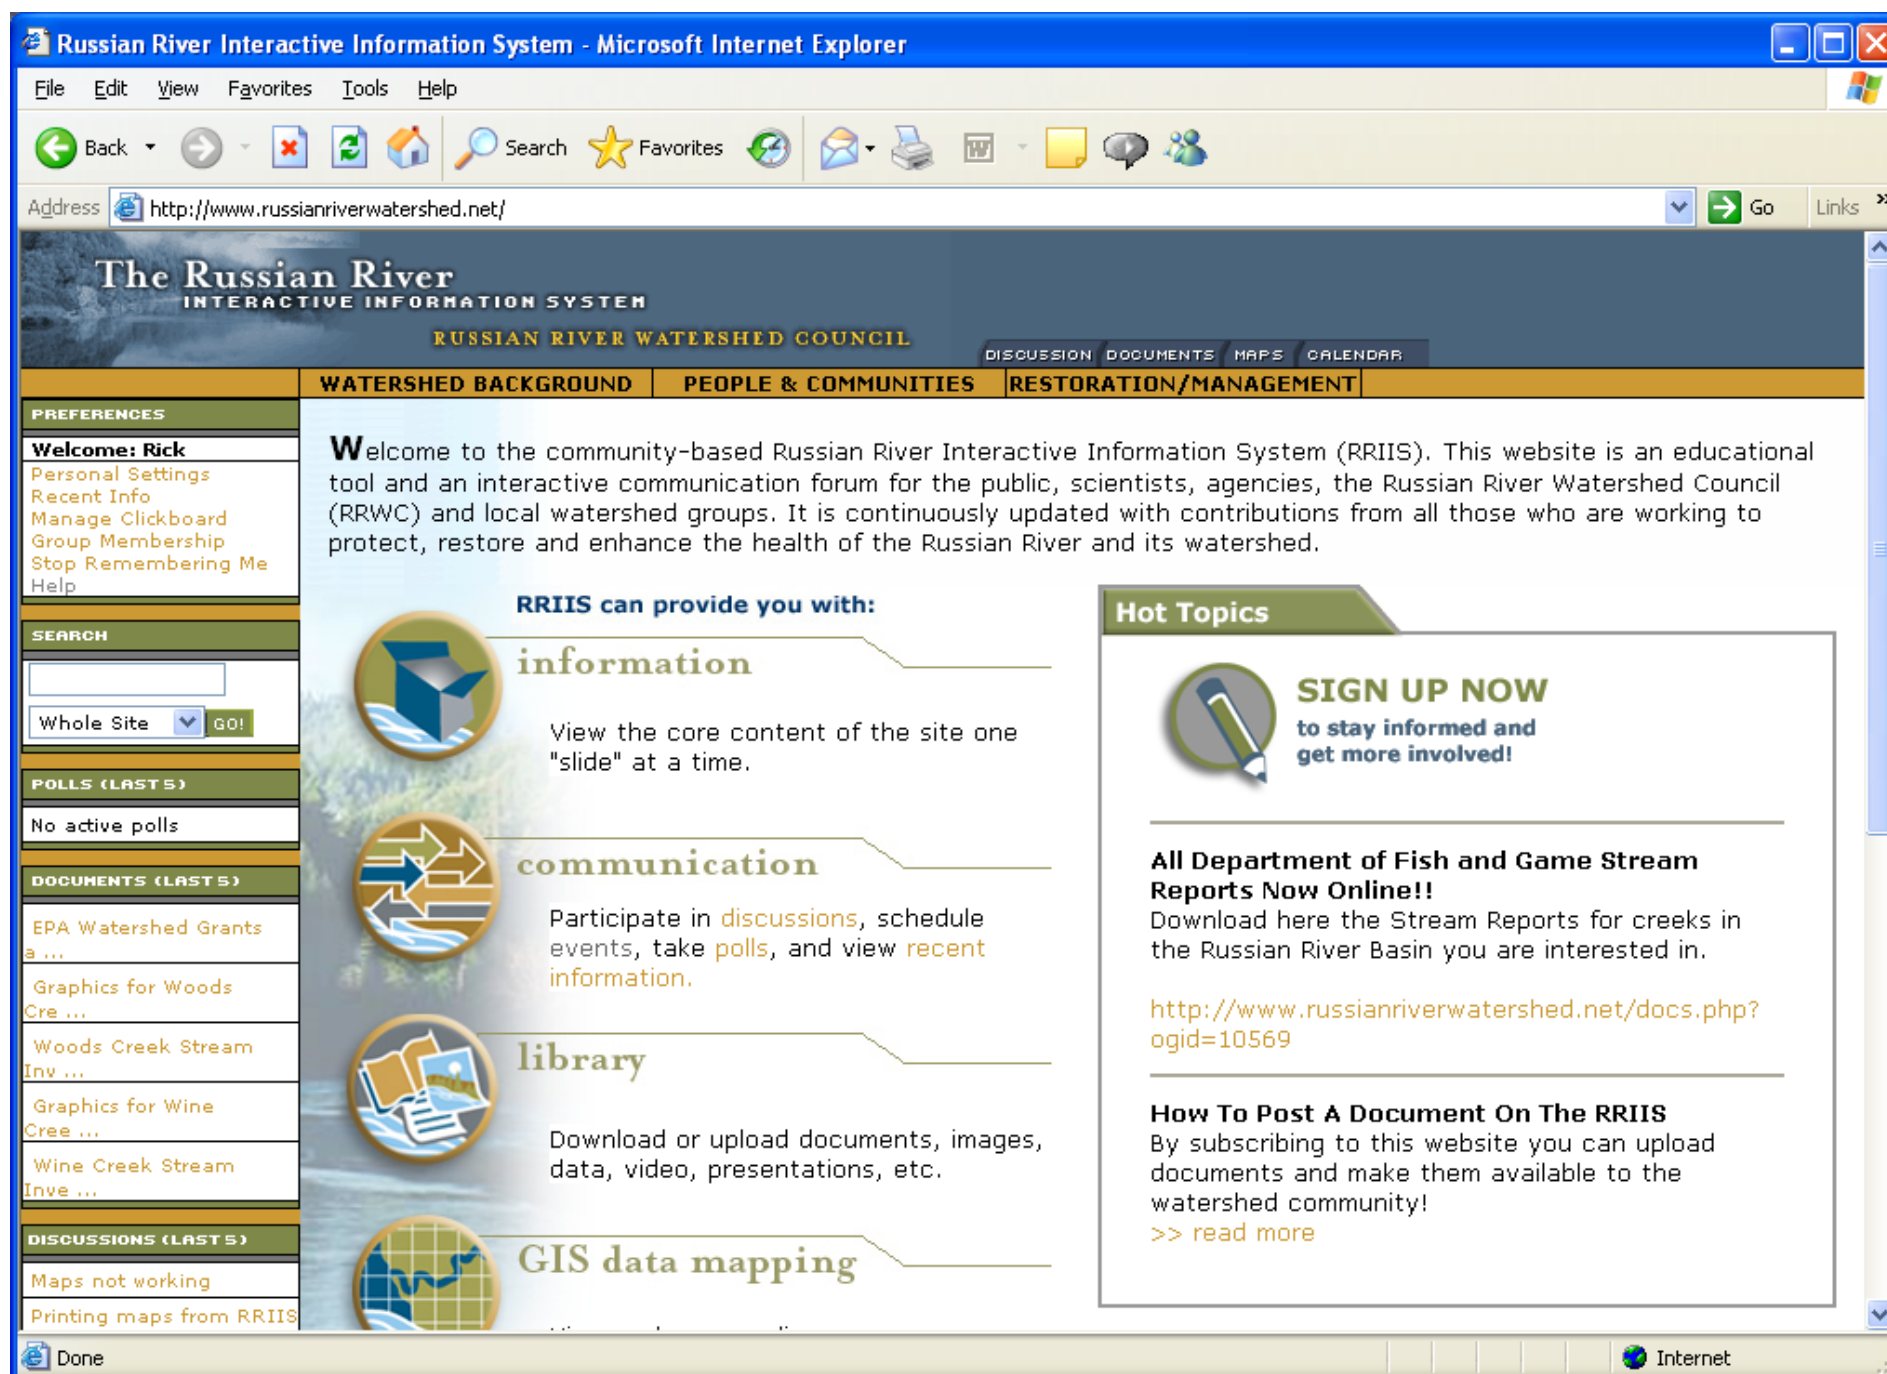 Russian River Interactive Information System - Microsoft Internet Explorer
File Edit View Favorites Tools Help
Back Search Favorites
Address http://www.russianriverwatershed.net/ Go Links »
The Russian River
INTERACTIVE INFORMATION SYSTEM
RUSSIAN RIVER WATERSHED COUNCIL
DISCUSSION DOCUMENTS MAPS CALENDAR
WATERSHED BACKGROUND PEOPLE & COMMUNITIES RESTORATION/MANAGEMENT
PREFERENCES
Welcome: Rick
Personal Settings
Recent Info
Manage Clickboard
Group Membership
Stop Remembering Me
Help
SEARCH
Whole Site GO!
POLLS (LAST 5)
No active polls
DOCUMENTS (LAST 5)
EPA Watershed Grants
a ...
Graphics for Woods
Cre ...
Woods Creek Stream
Inv ...
Graphics for Wine
Cree ...
Wine Creek Stream
Inve ...
DISCUSSIONS (LAST 5)
Maps not working
Printing maps from RRIIS
Welcome to the community-based Russian River Interactive Information System (RRIIS). This website is an educational
tool and an interactive communication forum for the public, scientists, agencies, the Russian River Watershed Council
(RRWC) and local watershed groups. It is continuously updated with contributions from all those who are working to
protect, restore and enhance the health of the Russian River and its watershed.
RRIIS can provide you with:
information
View the core content of the site one
"slide" at a time.
communication
Participate in discussions, schedule
events, take polls, and view recent
information.
library
Download or upload documents, images,
data, video, presentations, etc.
GIS data mapping
Hot Topics
SIGN UP NOW
to stay informed and
get more involved!
All Department of Fish and Game Stream
Reports Now Online!!
Download here the Stream Reports for creeks in
the Russian River Basin you are interested in.
http://www.russianriverwatershed.net/docs.php?
ogid=10569
How To Post A Document On The RRIIS
By subscribing to this website you can upload
documents and make them available to the
watershed community!
>> read more
Done
Internet